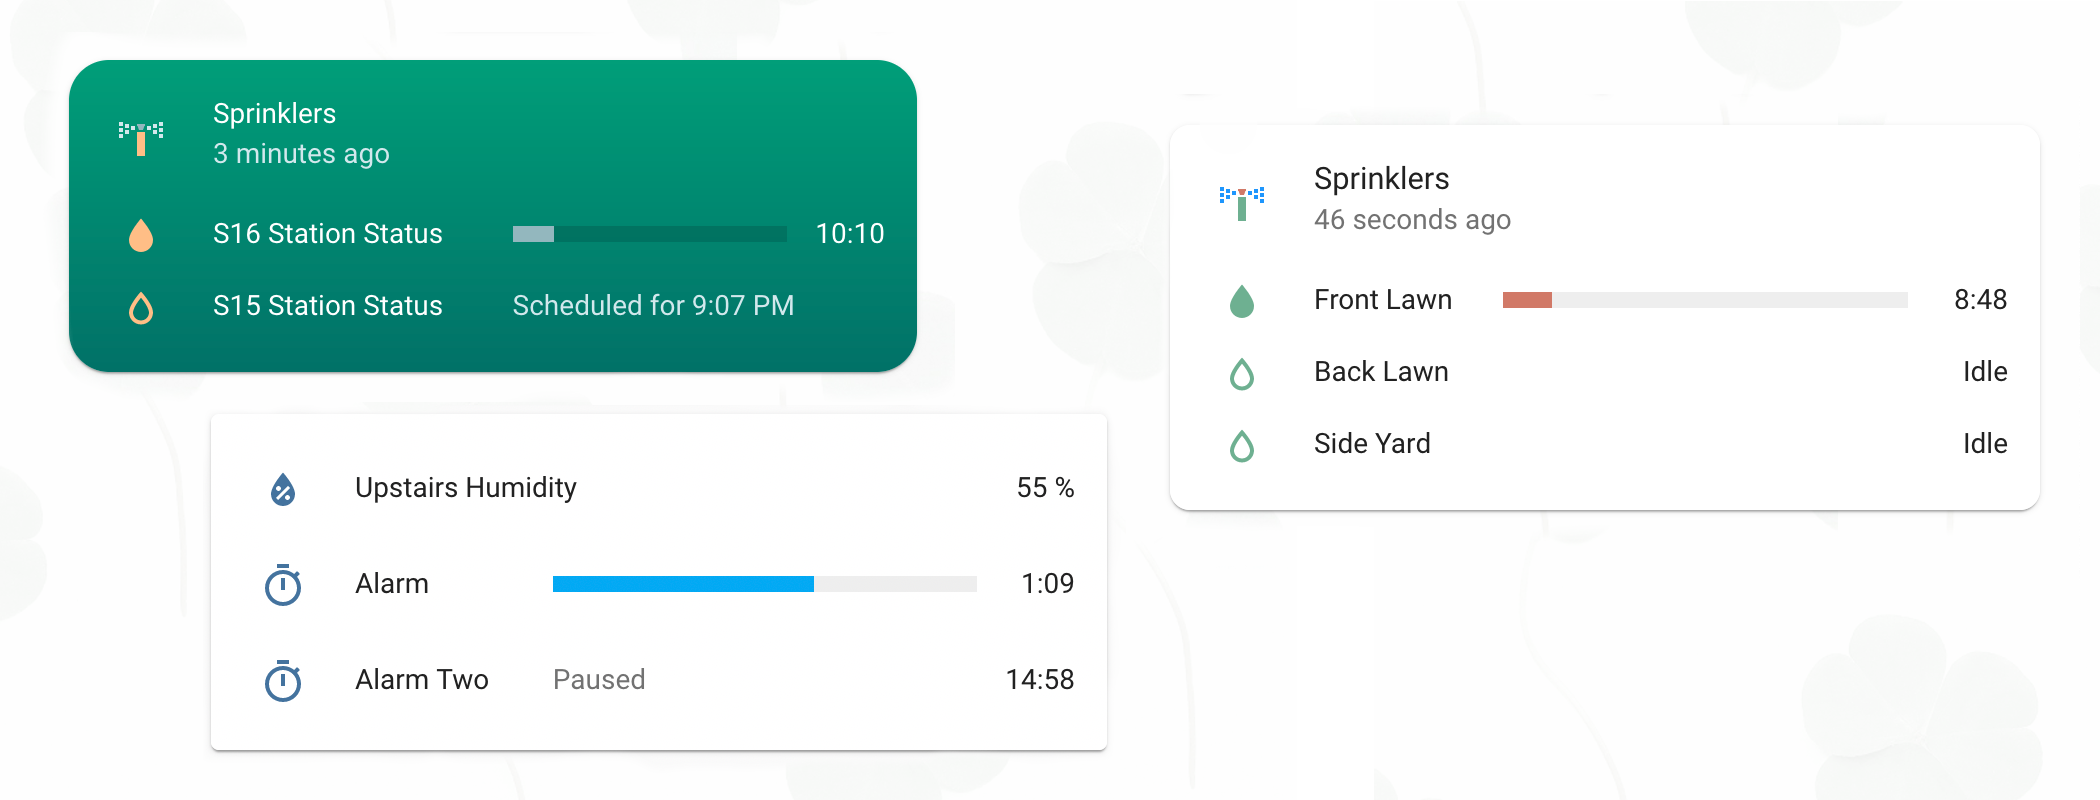 Sprinklers
3 minutes ago
S16 Station Status 10:10
S15 Station Status Scheduled for 9:07 PM
Upstairs Humidity 55 %
Alarm 1:09
Alarm Two Paused 14:58
Sprinklers
46 seconds ago
Front Lawn 8:48
Back Lawn Idle
Side Yard Idle